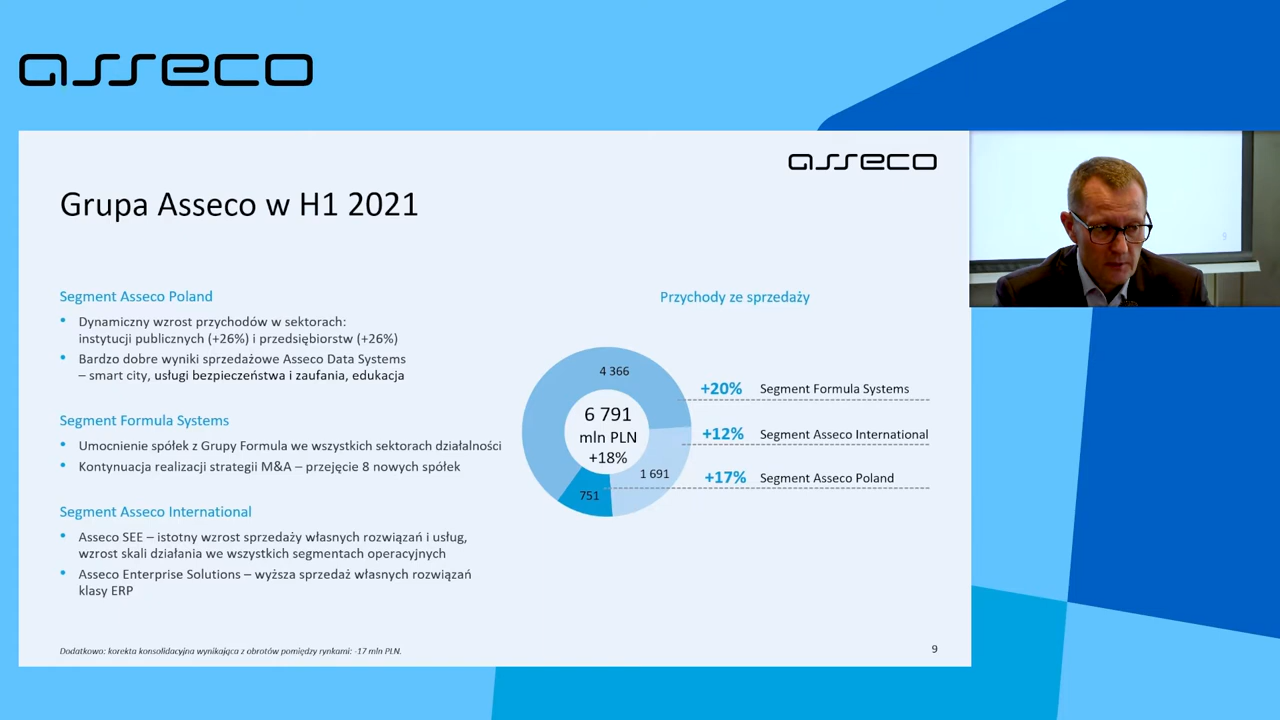 asseco
asseco
Grupa Asseco w H1 2021
Segment Asseco Poland
• Dynamiczny wzrost przychodów w sektorach:
instytucji publicznych (+26%) i przedsiębiorstw (+26%)
• Bardzo dobre wyniki sprzedażowe Asseco Data Systems
– smart city, usługi bezpieczeństwa i zaufania, edukacja
Segment Formula Systems
• Umocnienie spółek z Grupy Formula we wszystkich sektorach działalności
• Kontynuacja realizacji strategii M&A – przejęcie 8 nowych spółek
Segment Asseco International
• Asseco SEE – istotny wzrost sprzedaży własnych rozwiązań i usług,
wzrost skali działania we wszystkich segmentach operacyjnych
• Asseco Enterprise Solutions – wyższa sprzedaż własnych rozwiązań
klasy ERP
Przychody ze sprzedaży
4 366
6 791
mln PLN
+18%
1 691
751
+20% Segment Formula Systems
+12% Segment Asseco International
+17% Segment Asseco Poland
Dodatkowo: korekta konsolidacyjna wynikająca z obrotów pomiędzy rynkami: -17 mln PLN.
9
9